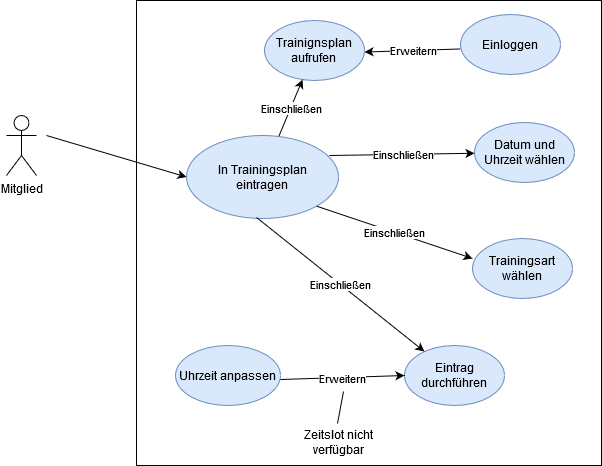 Trainignsplan
aufrufen
Erweitern
Einloggen
Einschließen
Mitglied
In Trainingsplan
eintragen
Einschließen
Datum und
Uhrzeit wählen
Einschließen
Trainingsart
wählen
Einschließen
Uhrzeit anpassen
Erweitern
Eintrag
durchführen
Zeitslot nicht
verfügbar